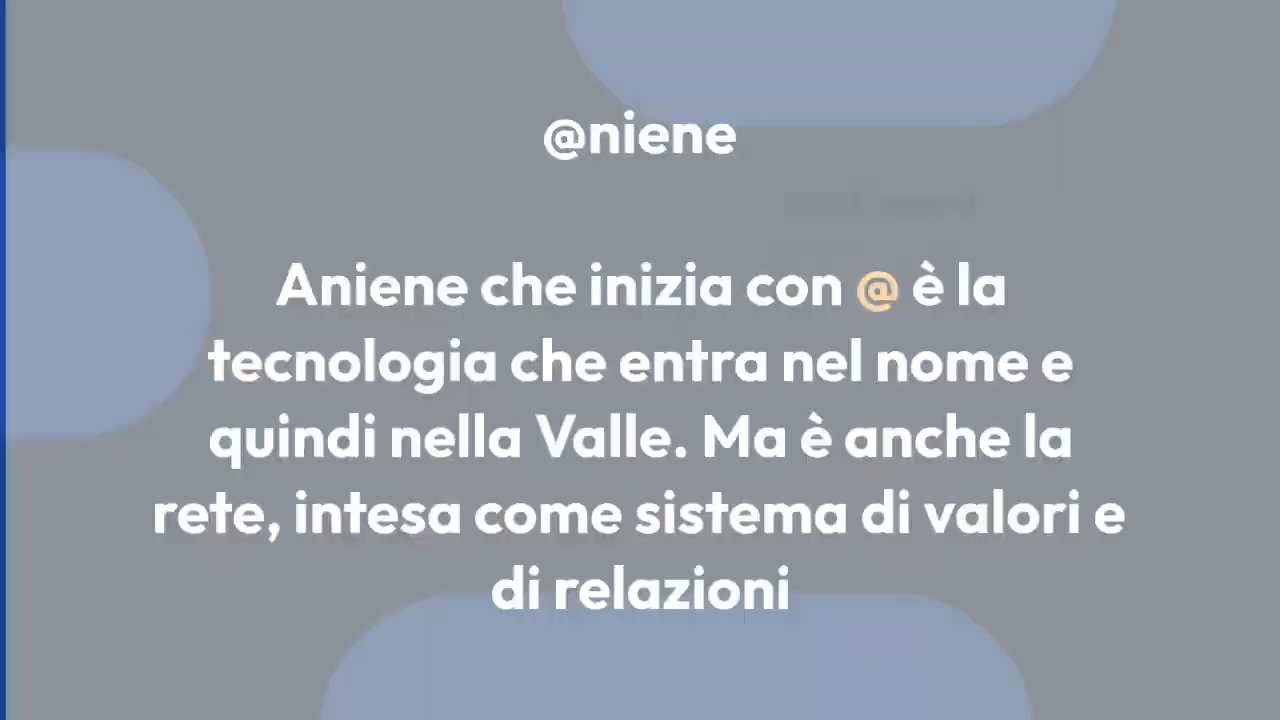 @niene
Aniene che inizia con @ è la
tecnologia che entra nel nome e
quindi nella Valle. Ma è anche la
rete, intesa come sistema di valori e
di relazioni